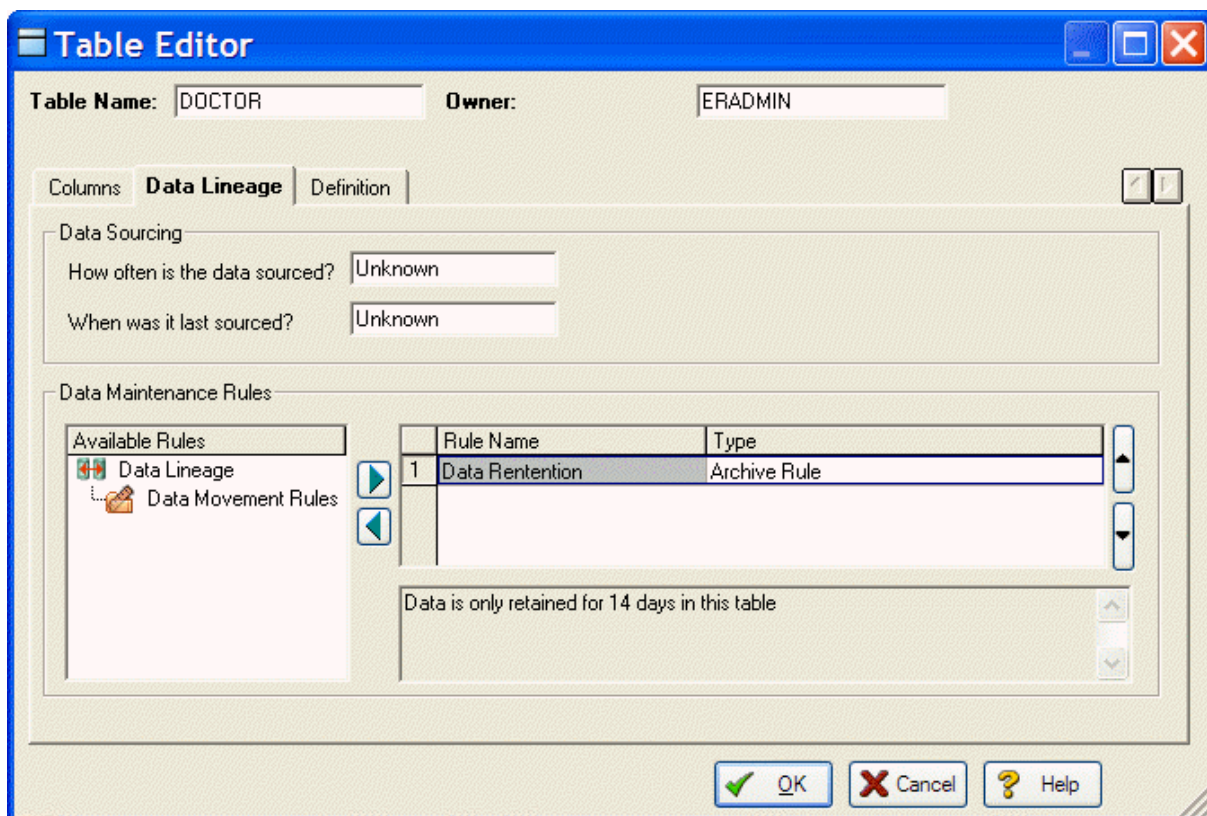 Table Editor
Table Name: DOCTOR Owner: ERADMIN
Columns Data Lineage Definition
Data Sourcing
How often is the data sourced? Unknown
When was it last sourced? Unknown
Data Maintenance Rules
Available Rules
Data Lineage
Data Movement Rules
Rule Name Type
1 Data Rentention Archive Rule
Data is only retained for 14 days in this table
OK Cancel Help